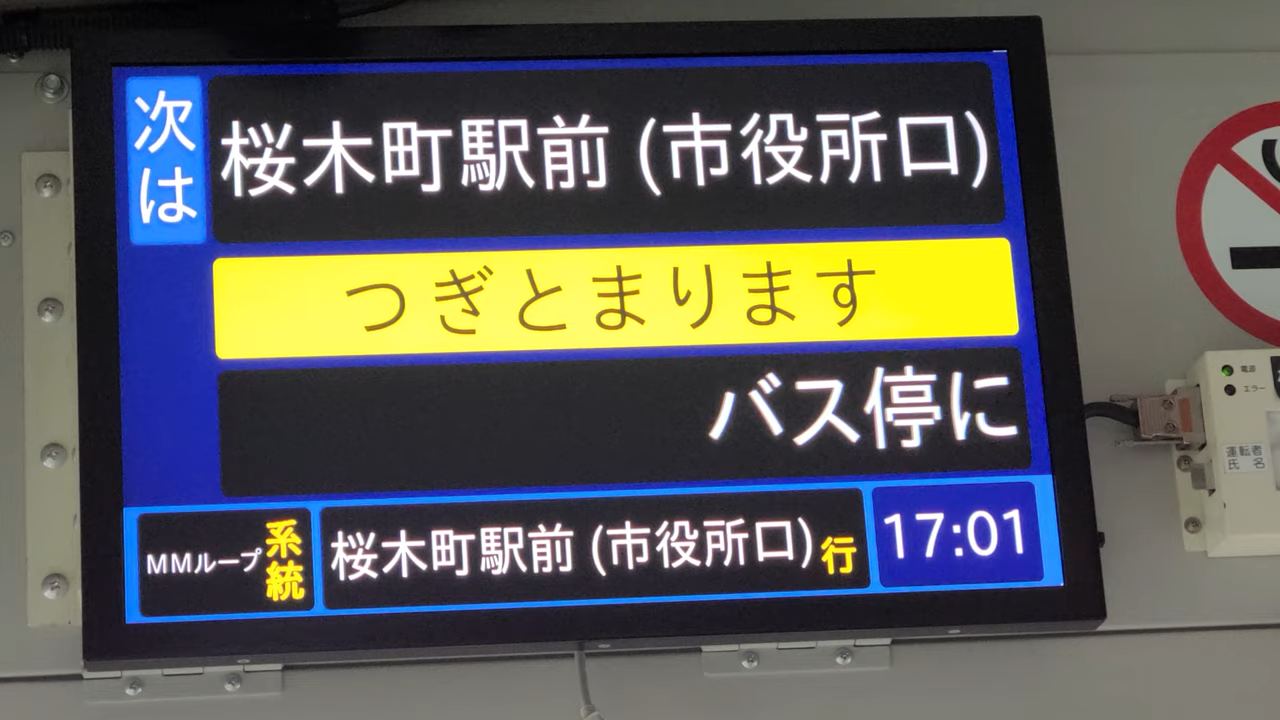 次は
桜木町駅前(市役所口)
つぎとまります
バス停に
MMループ系統
桜木町駅前(市役所口)行
17:01
電源
エラー
運転者
氏名